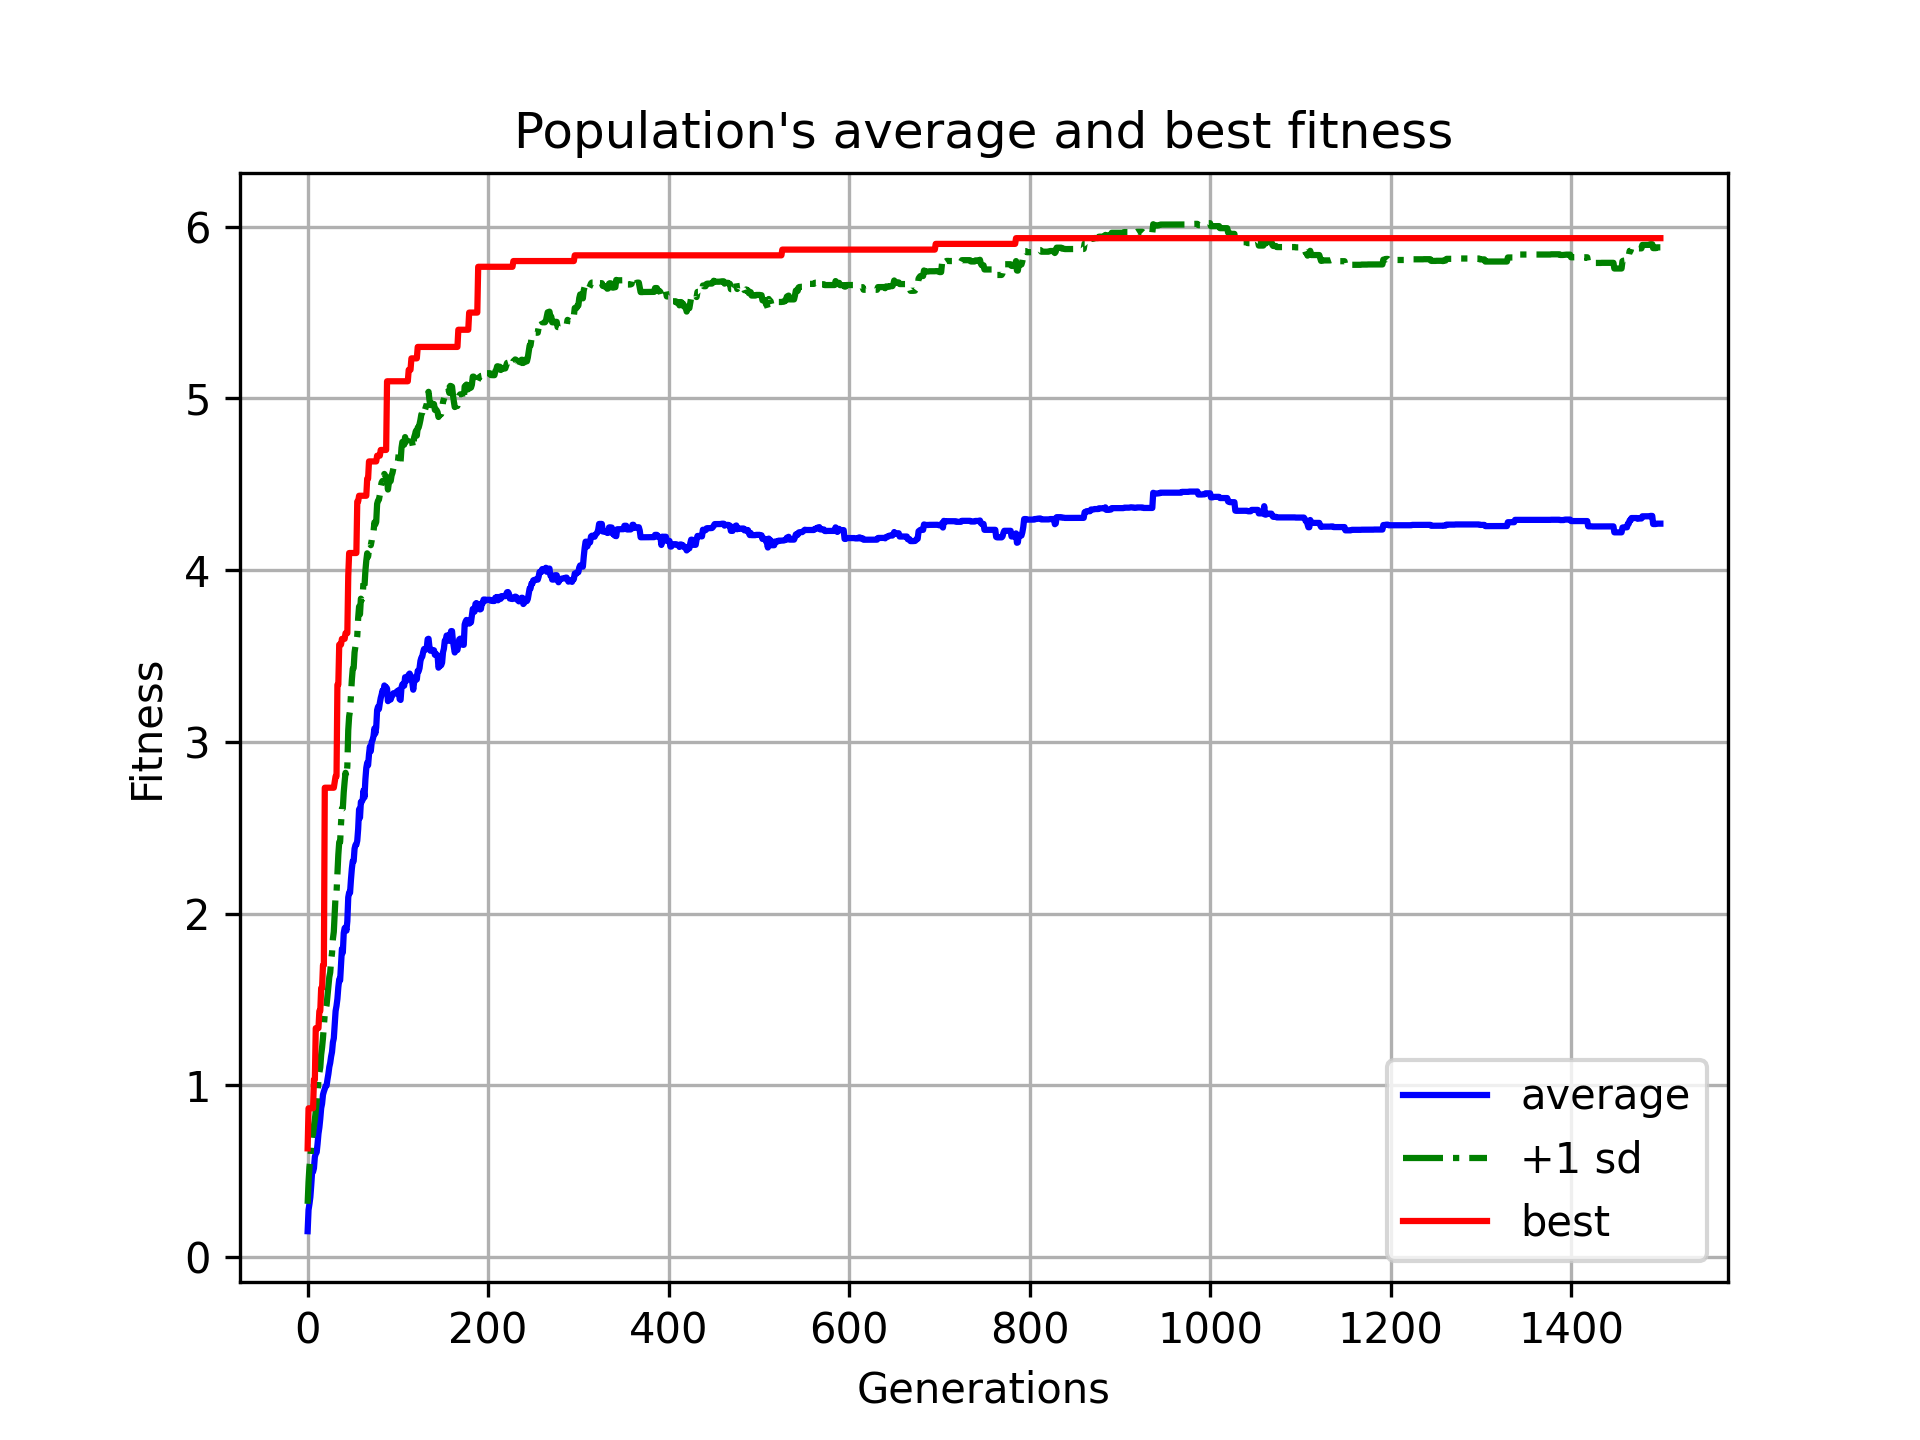 Population's average and best fitness
6
5
4
3
2
1
0
Fitness
0 200 400 600 800 1000 1200 1400
Generations
average
+1 sd
best